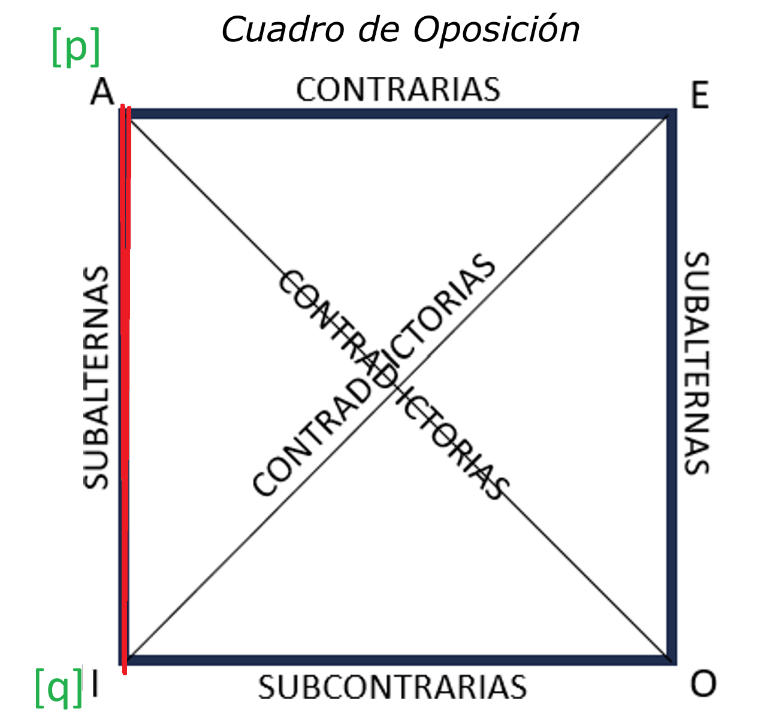 Cuadro de Oposición
[p]
A
CONTRARIAS
E
SUBALTERNAS
CONTRADICTORIAS
CONTRADICTORIAS
SUBALTERNAS
[q]
I
SUBCONTRARIAS
O